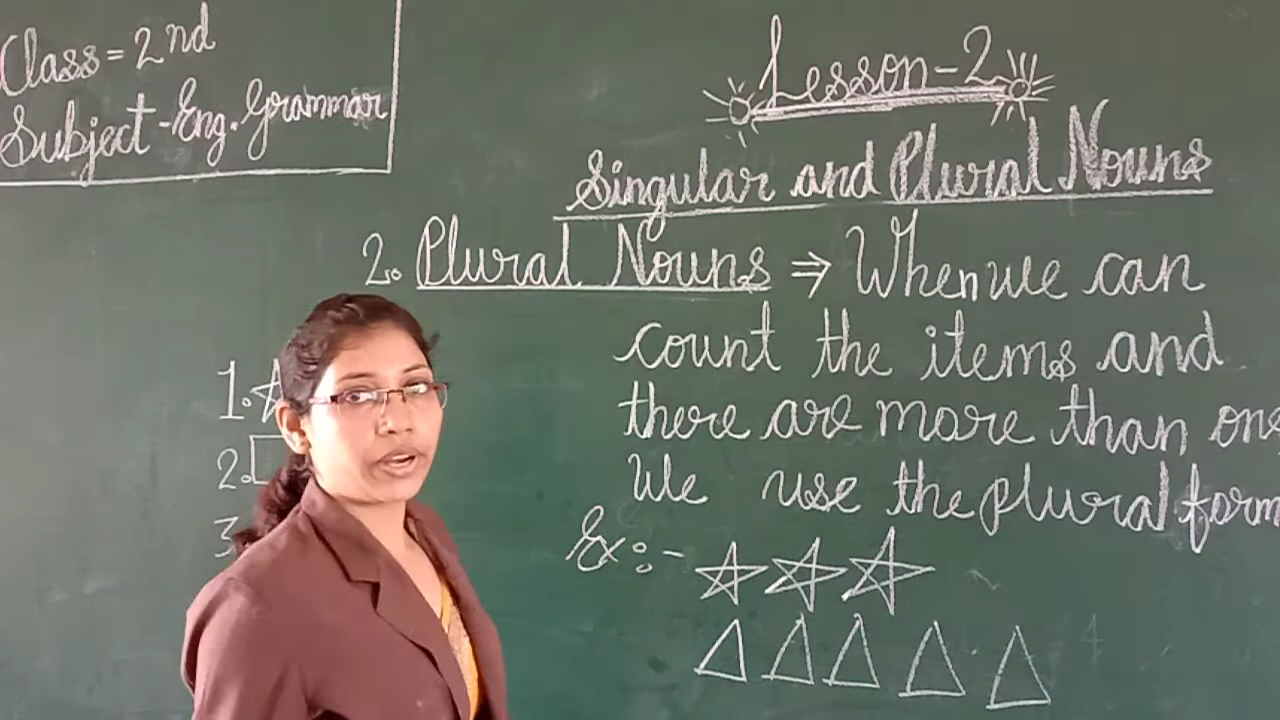 Class = 2nd
Subject - Eng. Grammar
Lesson - 2
Singular and Plural Nouns
2. Plural Nouns ⇒ When we can
count the items and
there are more than one
We use the plural form
Ex:-
1.
2.
3